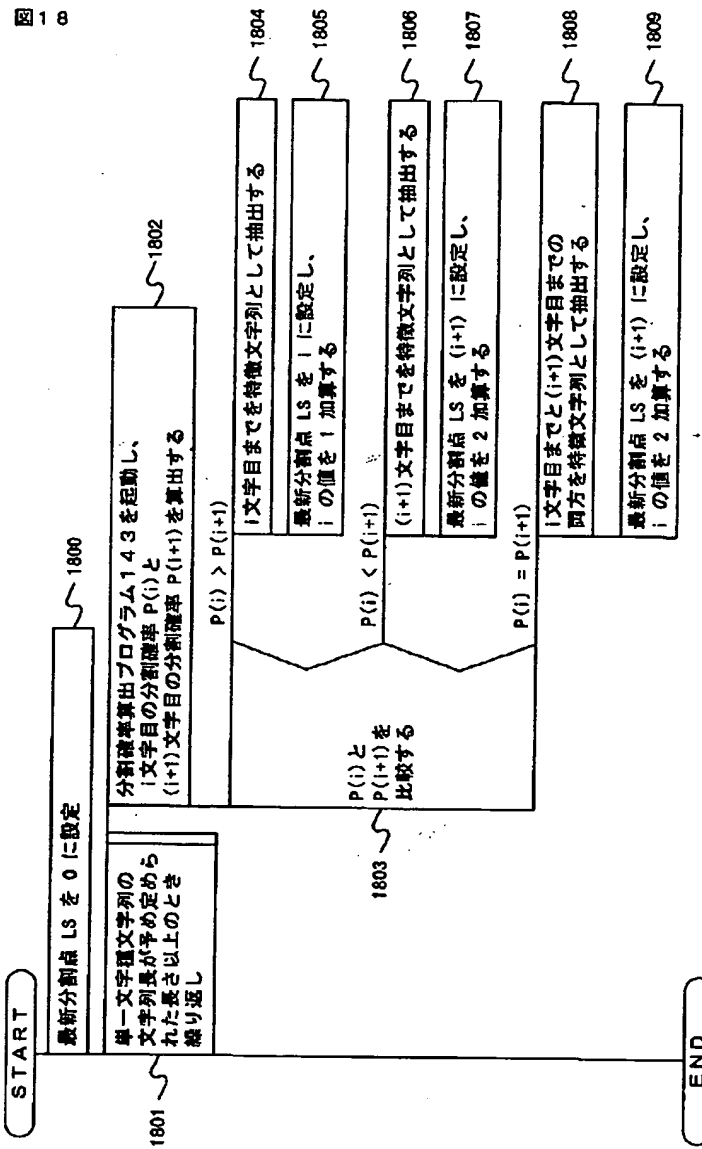 図18
START
最新分割点 LS を 0 に設定
1800
単一文字種文字列の
文字列長が予め定めら
れた長さ以上のとき
繰り返し
1801
分割確率算出プログラム143を起動し、
i文字目の分割確率 P(i)と
(i+1)文字目の分割確率 P(i+1)を算出する
1802
P(i)と
P(i+1)を
比較する
1803
P(i) > P(i+1)
i文字目までを特徴文字列として抽出する
1804
最新分割点 LS を i に設定し、
i の値を 1 加算する
1805
P(i) < P(i+1)
(i+1)文字目までを特徴文字列として抽出する
1806
最新分割点 LS を (i+1) に設定し、
i の値を 2 加算する
1807
P(i) = P(i+1)
i文字目までと(i+1)文字目までの
両方を特徴文字列として抽出する
1808
最新分割点 LS を (i+1) に設定し、
i の値を 2 加算する
1809
END